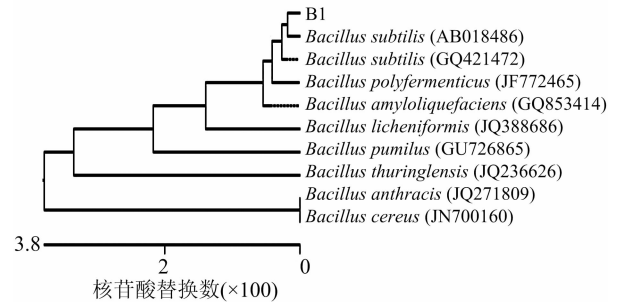 B1
Bacillus subtilis (AB018486)
Bacillus subtilis (GQ421472)
Bacillus polyfermenticus (JF772465)
Bacillus amyloliquefaciens (GQ853414)
Bacillus licheniformis (JQ388686)
Bacillus pumilus (GU726865)
Bacillus thuringlensis (JQ236626)
Bacillus anthracis (JQ271809)
Bacillus cereus (JN700160)
3.8
2 0
核苷酸替换数(×100)